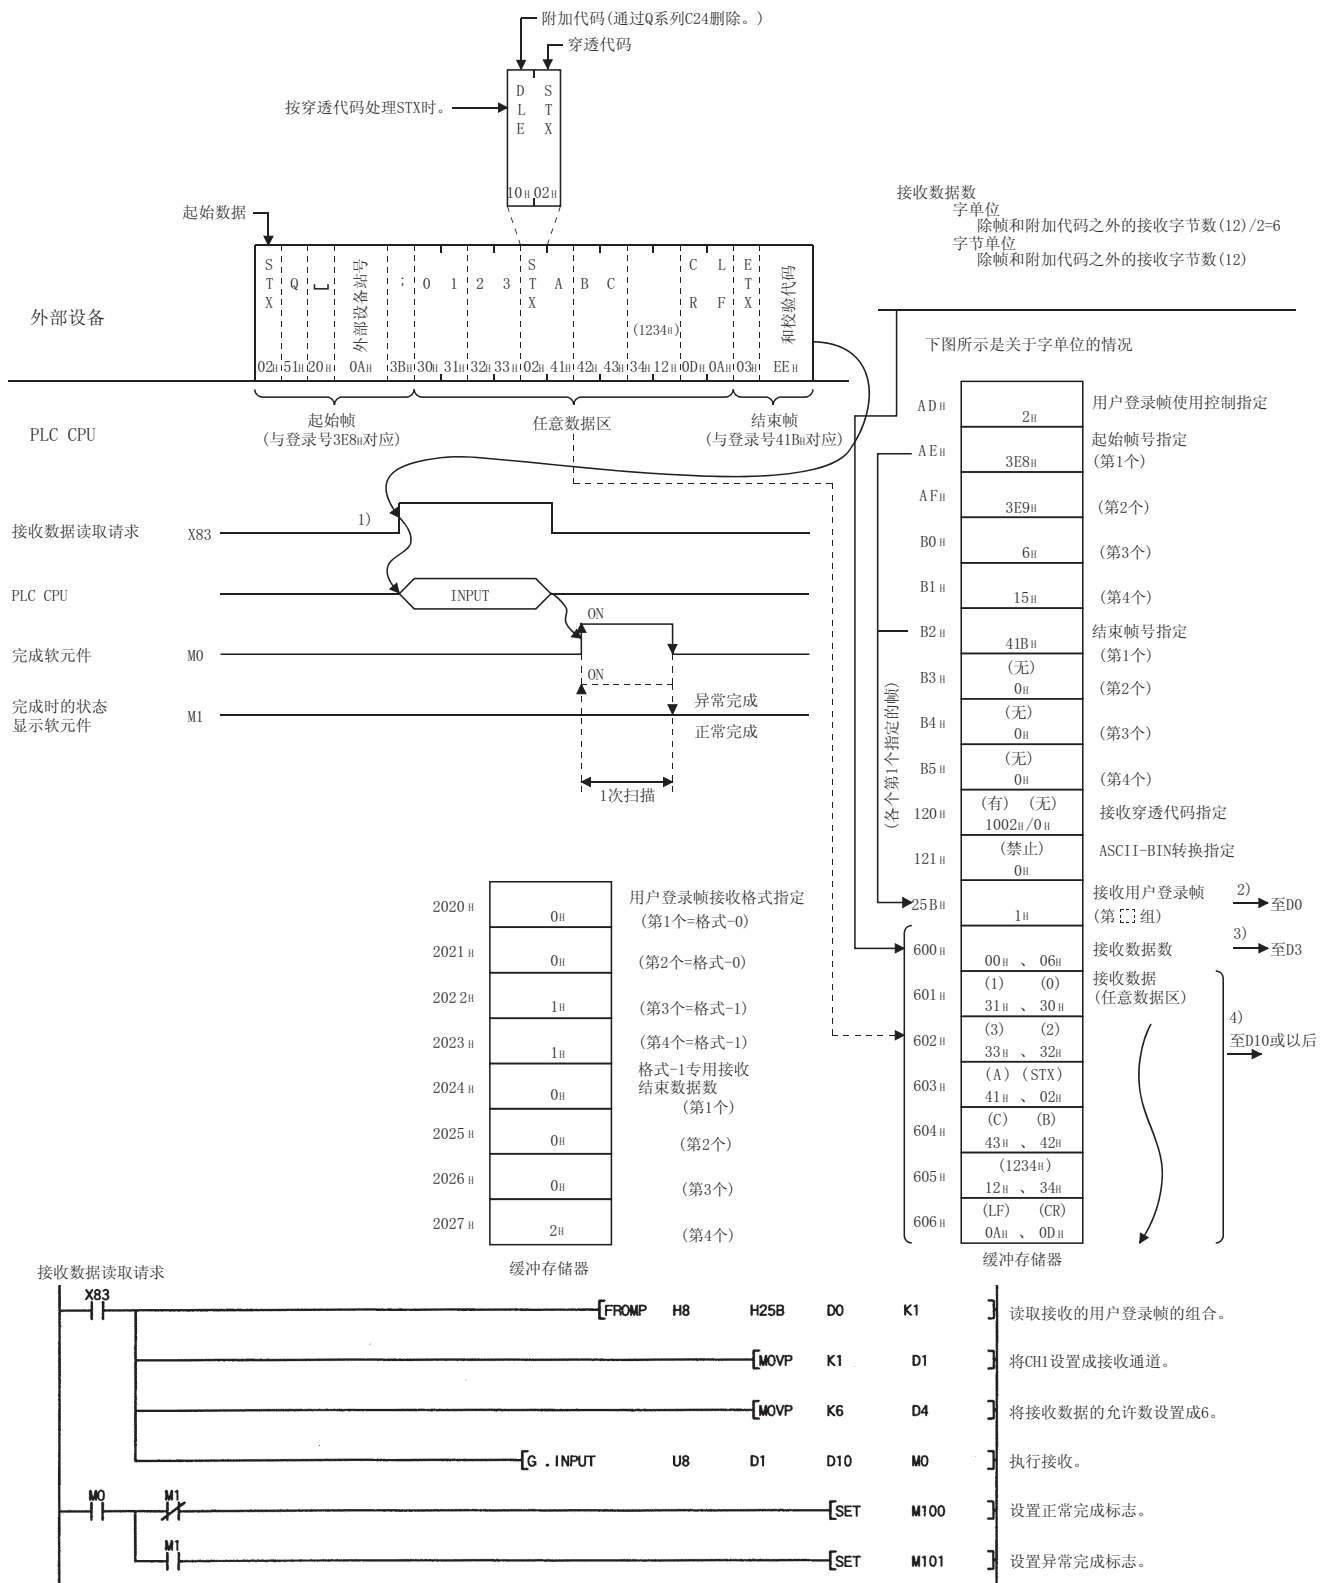 附加代码(通过Q系列C24删除。)
穿透代码
D S
L T
E X
按穿透代码处理STX时。
10H 02H
接收数据数
字单位
除帧和附加代码之外的接收字节数(12)/2=6
字节单位
除帧和附加代码之外的接收字节数(12)
起始数据
外部设备
STX Q ⎵ 外部设备站号 ; 0 1 2 3 STX A B C (1234H) CR LF ETX 和校验代码
02H 51H 20H 0AH 3BH 30H 31H 32H 33H 02H 41H 42H 43H 34H 12H 0DH 0AH 03H EEH
下图所示是关于字单位的情况
PLC CPU
起始帧
(与登录号3E8H对应)
任意数据区
结束帧
(与登录号41BH对应)
接收数据读取请求 X83
1)
PLC CPU INPUT
ON
完成软元件 M0
ON
完成时的状态
显示软元件 M1
异常完成
正常完成
1次扫描
(各个第1个指定的帧)
ADH 2H 用户登录帧使用控制指定
AEH 3E8H 起始帧号指定
(第1个)
AFH 3E9H (第2个)
B0H 6H (第3个)
B1H 15H (第4个)
B2H 41BH 结束帧号指定
(第1个)
B3H (无) 0H (第2个)
B4H (无) 0H (第3个)
B5H (无) 0H (第4个)
120H (有) (无) 1002H/0H 接收穿透代码指定
121H (禁止) 0H ASCII-BIN转换指定
25BH 1H 接收用户登录帧
(第 组)
2) 至D0
600H 00H 、 06H 接收数据数
3) 至D3
601H (1) (0) 31H 、 30H 接收数据
(任意数据区)
602H (3) (2) 33H 、 32H
4)
至D10或以后
603H (A) (STX) 41H 、 02H
604H (C) (B) 43H 、 42H
605H (1234H) 12H 、 34H
606H (LF) (CR) 0AH 、 0DH
缓冲存储器
2020H 0H 用户登录帧接收格式指定
(第1个=格式-0)
2021H 0H (第2个=格式-0)
2022H 1H (第3个=格式-1)
2023H 1H (第4个=格式-1)
2024H 0H 格式-1专用接收
结束数据数
(第1个)
2025H 0H (第2个)
2026H 0H (第3个)
2027H 2H (第4个)
缓冲存储器
接收数据读取请求
X83 FROMP H8 H25B D0 K1 读取接收的用户登录帧的组合。
MOVP K1 D1 将CH1设置成接收通道。
MOVP K6 D4 将接收数据的允许数设置成6。
G .INPUT U8 D1 D10 M0 执行接收。
M0 M1 SET M100 设置正常完成标志。
M1 SET M101 设置异常完成标志。